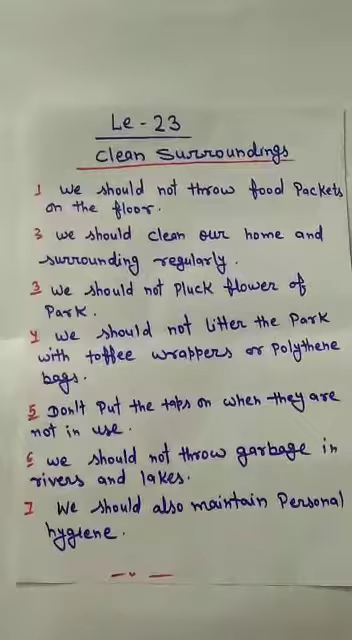 Le - 23
Clean Surroundings
1 We should not throw food Packets
on the floor.
3 we should clean our home and
surrounding regularly.
3 We should not Pluck flower of
Park.
4 we should not litter the Park
with toffee wrappers or Polythene
bags.
5 Don't Put the taps on when they are
not in use.
6 we should not throw garbage in
rivers and lakes.
7 We should also maintain Personal
hygiene.